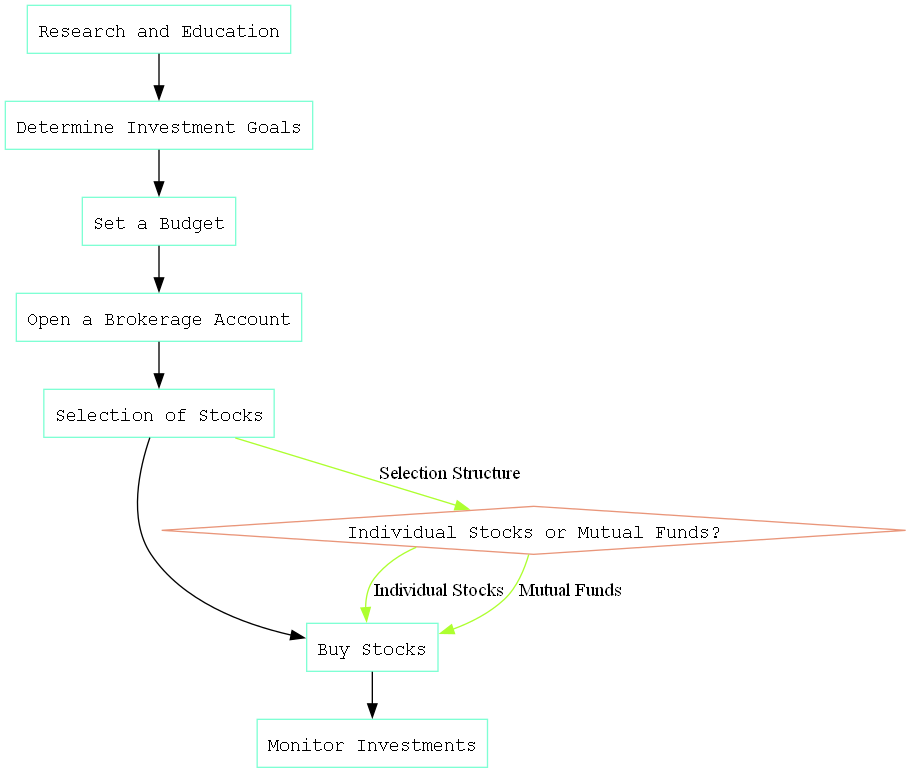 Research and Education
Determine Investment Goals
Set a Budget
Open a Brokerage Account
Selection of Stocks
Selection Structure
Individual Stocks or Mutual Funds?
Individual Stocks
Mutual Funds
Buy Stocks
Monitor Investments